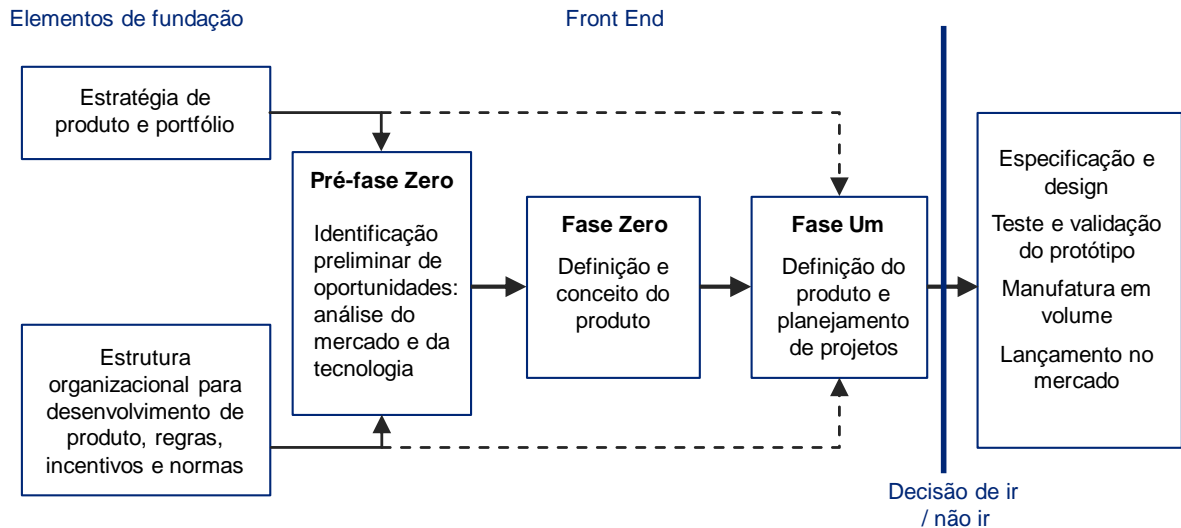 Elementos de fundação
Front End
Estratégia de
produto e portfólio
Estrutura
organizacional para
desenvolvimento de
produto, regras,
incentivos e normas
Pré-fase Zero
Identificação
preliminar de
oportunidades:
análise do
mercado e da
tecnologia
Fase Zero
Definição e
conceito do
produto
Fase Um
Definição do
produto e
planejamento
de projetos
Decisão de ir
/ não ir
Especificação e
design
Teste e validação
do protótipo
Manufatura em
volume
Lançamento no
mercado